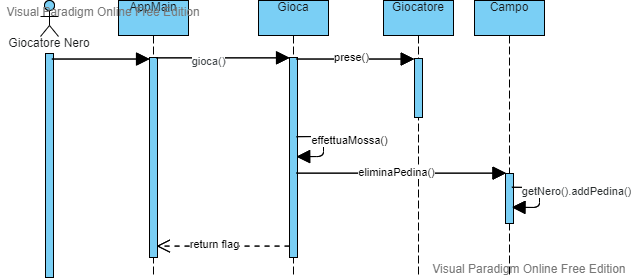 Visual Paradigm Online Free Edition
AppMain
Gioca
Giocatore
Campo
Giocatore Nero
gioca()
prese()
effettuaMossa()
eliminaPedina()
getNero().addPedina()
return flag
Visual Paradigm Online Free Edition